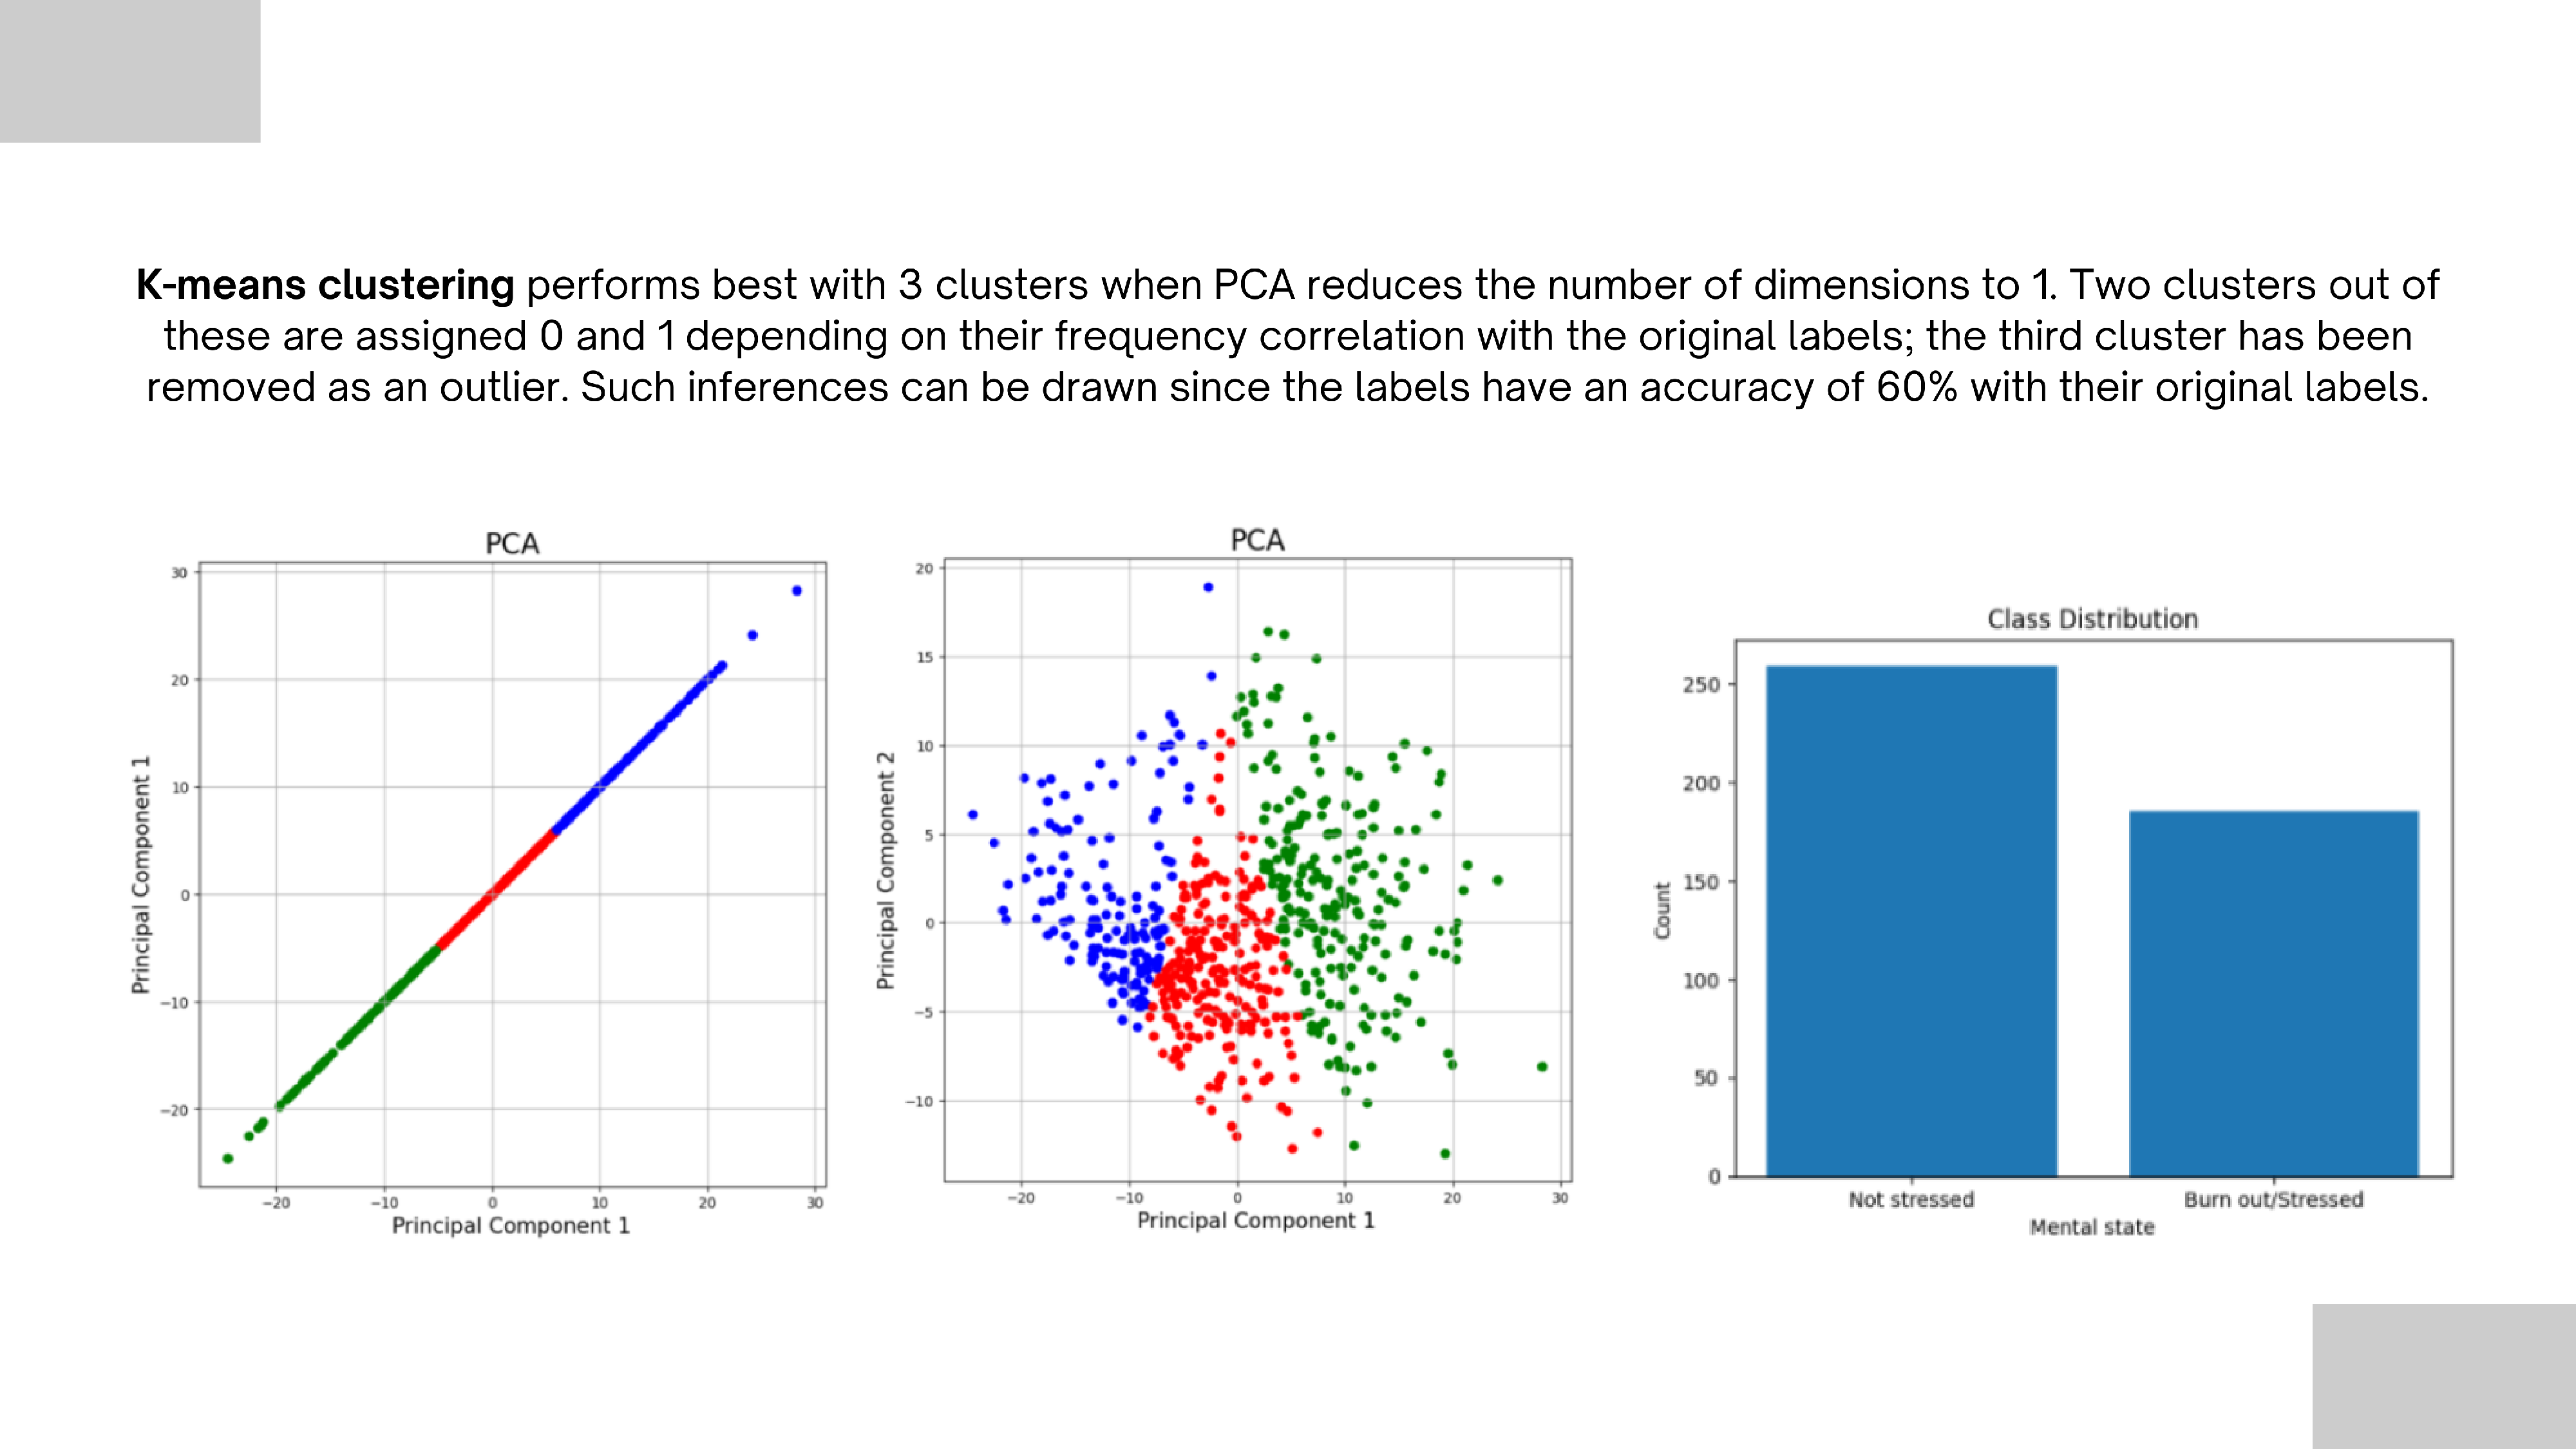 K-means clustering performs best with 3 clusters when PCA reduces the number of dimensions to 1. Two clusters out of
these are assigned 0 and 1 depending on their frequency correlation with the original labels; the third cluster has been
removed as an outlier. Such inferences can be drawn since the labels have an accuracy of 60% with their original labels.
PCA
30
20
10
0
−10
−20
Principal Component 1
−20 −10 0 10 20 30
Principal Component 1
PCA
20
15
10
5
0
−5
−10
Principal Component 2
−20 −10 0 10 20 30
Principal Component 1
Class Distribution
250
200
150
100
50
0
Count
Not stressed Burn out/Stressed
Mental state